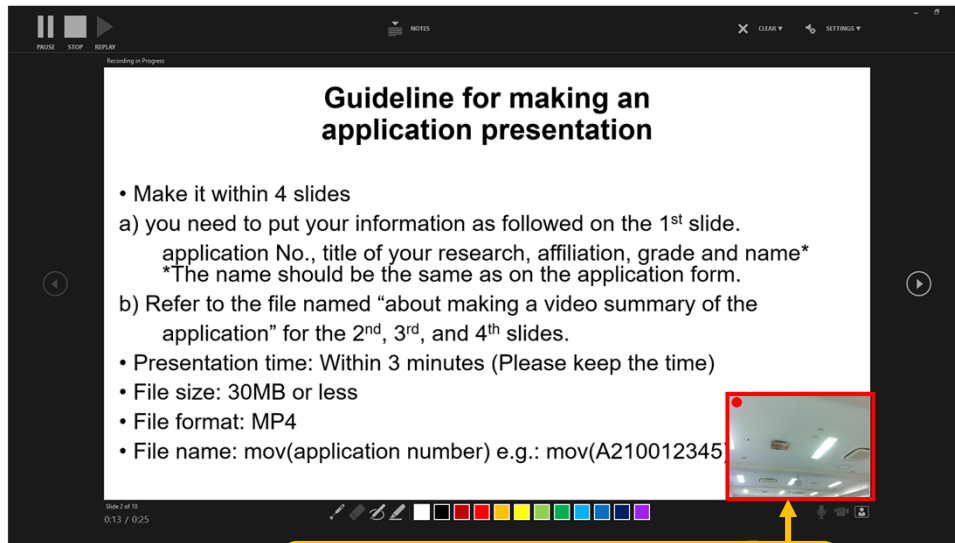 PAUSE STOP REPLAY
NOTES
CLEAR ▼
SETTINGS ▼
Recording in Progress
Guideline for making an
application presentation
• Make it within 4 slides
a) you need to put your information as followed on the 1st slide.
application No., title of your research, affiliation, grade and name*
*The name should be the same as on the application form.
b) Refer to the file named “about making a video summary of the
application” for the 2nd, 3rd, and 4th slides.
• Presentation time: Within 3 minutes (Please keep the time)
• File size: 30MB or less
• File format: MP4
• File name: mov(application number) e.g.: mov(A210012345)
Slide 2 of 10
0:13 / 0:25